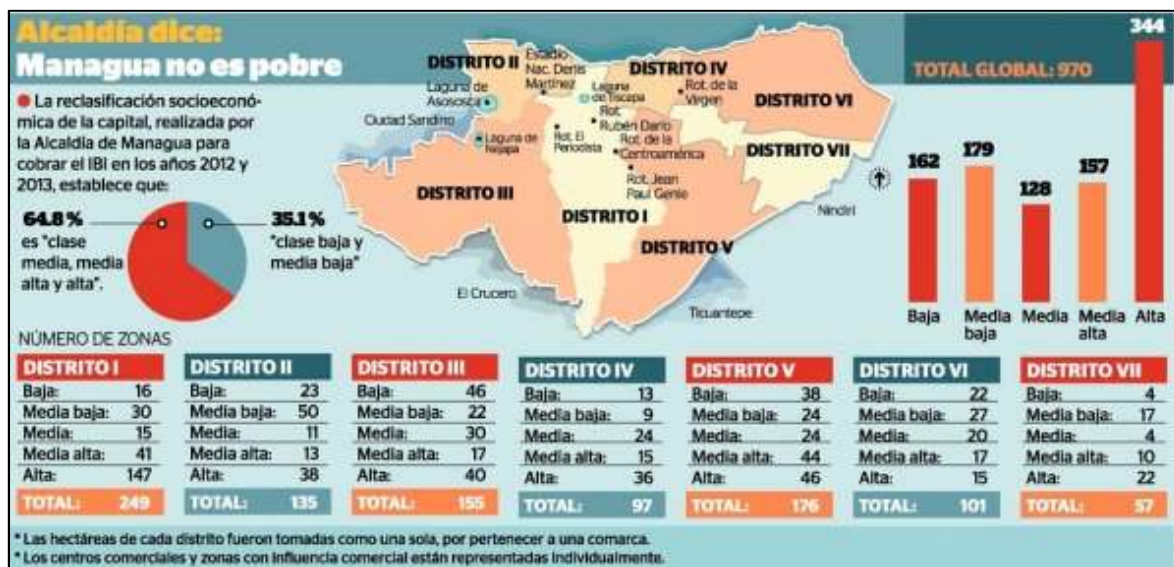 Alcaldía dice:
Managua no es pobre
● La reclasificación socioeconó-
mica de la capital, realizada por
la Alcaldía de Managua para
cobrar el IBI en los años 2012 y
2013, establece que:
64.8 %
es "clase
media, media
alta y alta".
35.1 %
"clase baja y
media baja"
DISTRITO II
Laguna de
Asososca
Ciudad Sandino
Estadio
Nac. Denis
Martínez
Laguna
de Tiscapa
DISTRITO IV
Rot. de la
Virgen
DISTRITO VI
Laguna de
Nejapa
Rot. El
Periodista
Rot.
Rubén Darío
Rot. de la
Centroamérica
Rot. Jean
Paul Genie
DISTRITO VII
DISTRITO III
DISTRITO I
DISTRITO V
Nindirí
El Crucero
Ticuantepe
TOTAL GLOBAL: 970
162
179
128
157
344
Baja
Media
baja
Media
Media
alta
Alta
NÚMERO DE ZONAS
DISTRITO I
Baja: 16
Media baja: 30
Media: 15
Media alta: 41
Alta: 147
TOTAL: 249
DISTRITO II
Baja: 23
Media baja: 50
Media: 11
Media alta: 13
Alta: 38
TOTAL: 135
DISTRITO III
Baja: 46
Media baja: 22
Media: 30
Media alta: 17
Alta: 40
TOTAL: 155
DISTRITO IV
Baja: 13
Media baja: 9
Media: 24
Media alta: 15
Alta: 36
TOTAL: 97
DISTRITO V
Baja: 38
Media baja: 24
Media: 24
Media alta: 44
Alta: 46
TOTAL: 176
DISTRITO VI
Baja: 22
Media baja: 27
Media: 20
Media alta: 17
Alta: 15
TOTAL: 101
DISTRITO VII
Baja: 4
Media baja: 17
Media: 4
Media alta: 10
Alta: 22
TOTAL: 57
* Las hectáreas de cada distrito fueron tomadas como una sola, por pertenecer a una comarca.
* Los centros comerciales y zonas con influencia comercial están representadas individualmente.